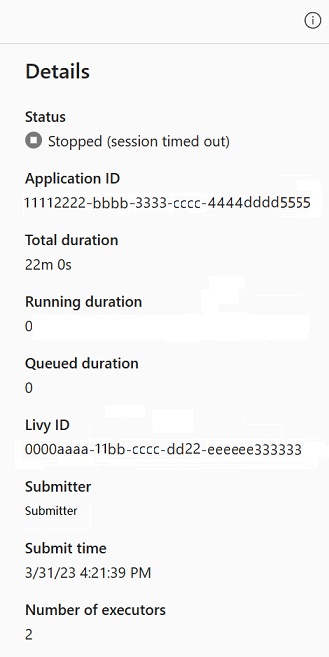 Details
Status
Stopped (session timed out)
Application ID
11112222-bbbb-3333-cccc-4444dddd5555
Total duration
22m 0s
Running duration
0
Queued duration
0
Livy ID
0000aaaa-11bb-cccc-dd22-eeeeee333333
Submitter
Submitter
Submit time
3/31/23 4:21:39 PM
Number of executors
2